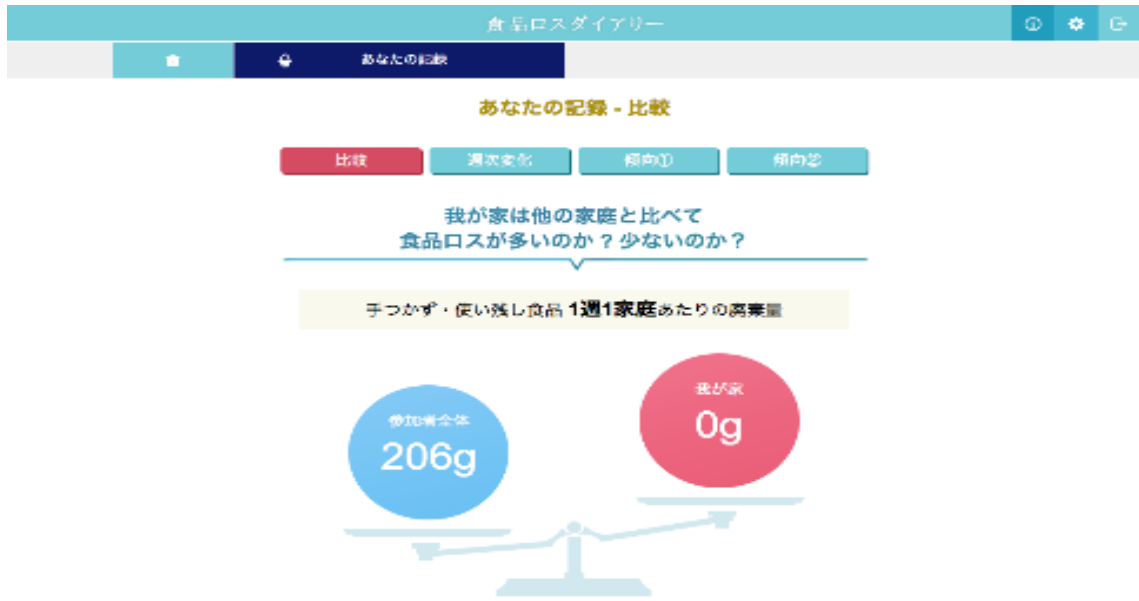 食品ロスダイアリー
あなたの記録
あなたの記録 - 比較
比較
週次変化
傾向①
傾向②
我が家は他の家庭と比べて
食品ロスが多いのか？少ないのか？
手つかず・使い残し食品 1週1家庭あたりの廃棄量
我が家
0g
参加者全体
206g